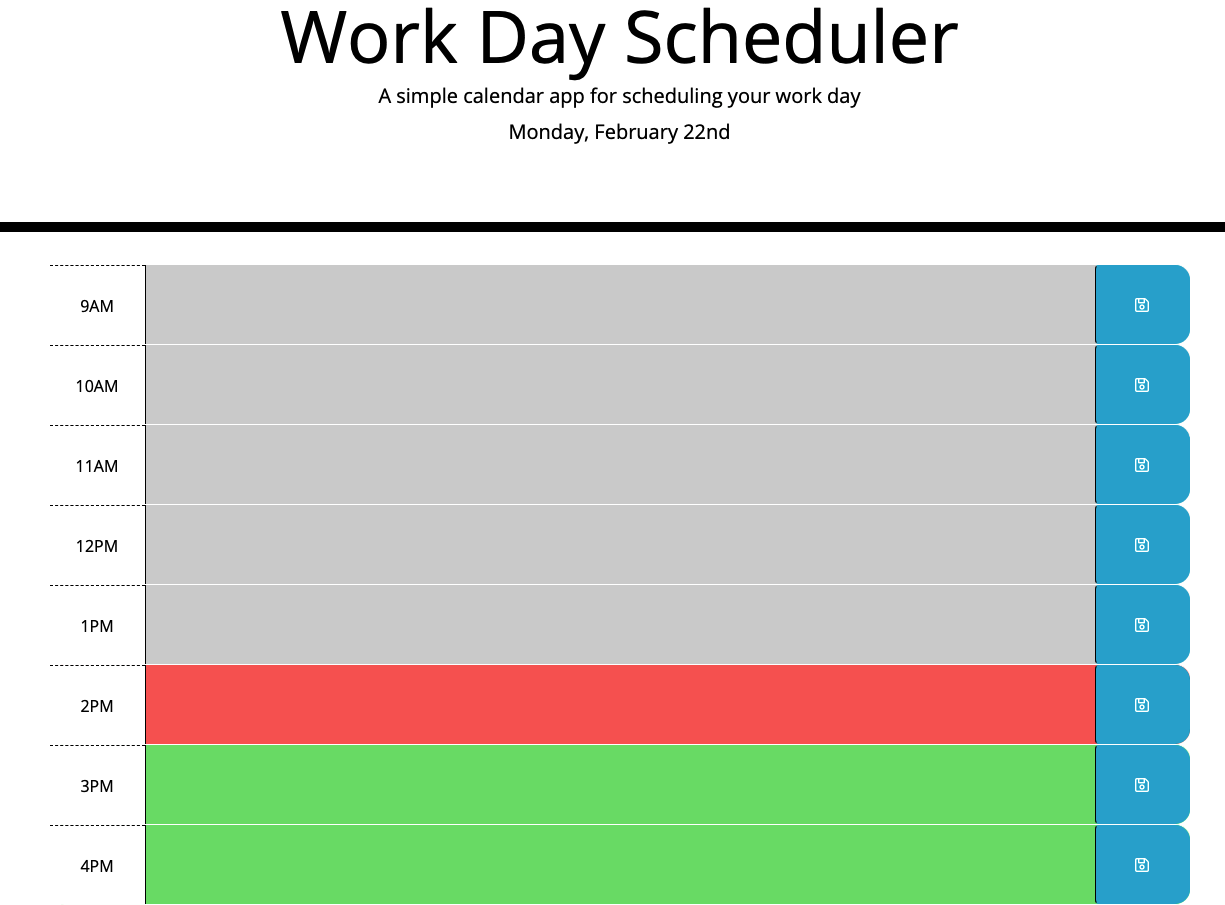 Work Day Scheduler
A simple calendar app for scheduling your work day
Monday, February 22nd
9AM
10AM
11AM
12PM
1PM
2PM
3PM
4PM